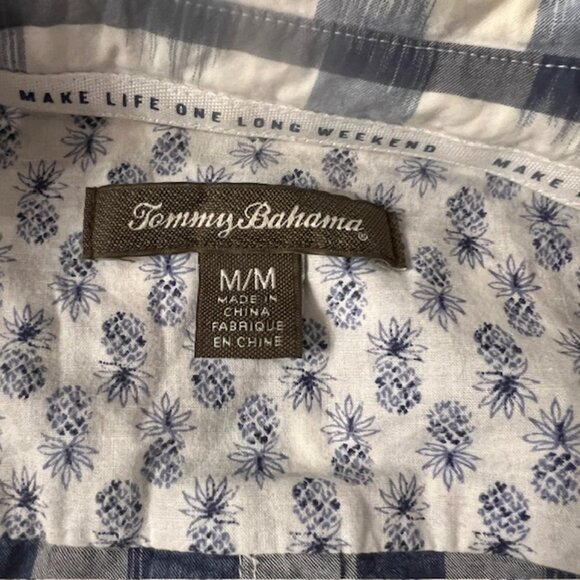 MAKE LIFE ONE LONG WEEKEND MAKE
Tommy Bahama®
M/M
MADE IN
CHINA
FABRIQUE
EN CHINE